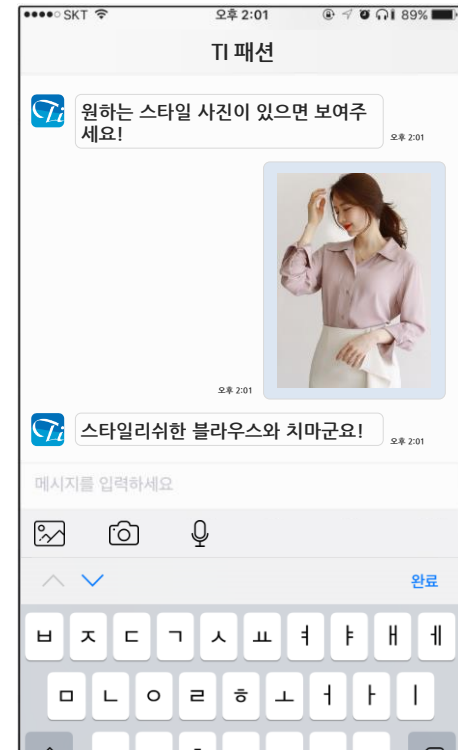 SKT 오후 2:01 89%
TI 패션
Ti 원하는 스타일 사진이 있으면 보여주
세요!
오후 2:01
오후 2:01
Ti 스타일리쉬한 블라우스와 치마군요!
오후 2:01
메시지를 입력하세요
완료
ㅂ ㅈ ㄷ ㄱ ㅅ ㅛ ㅕ ㅑ ㅐ ㅔ
ㅁ ㄴ ㅇ ㄹ ㅎ ㅗ ㅓ ㅏ ㅣ